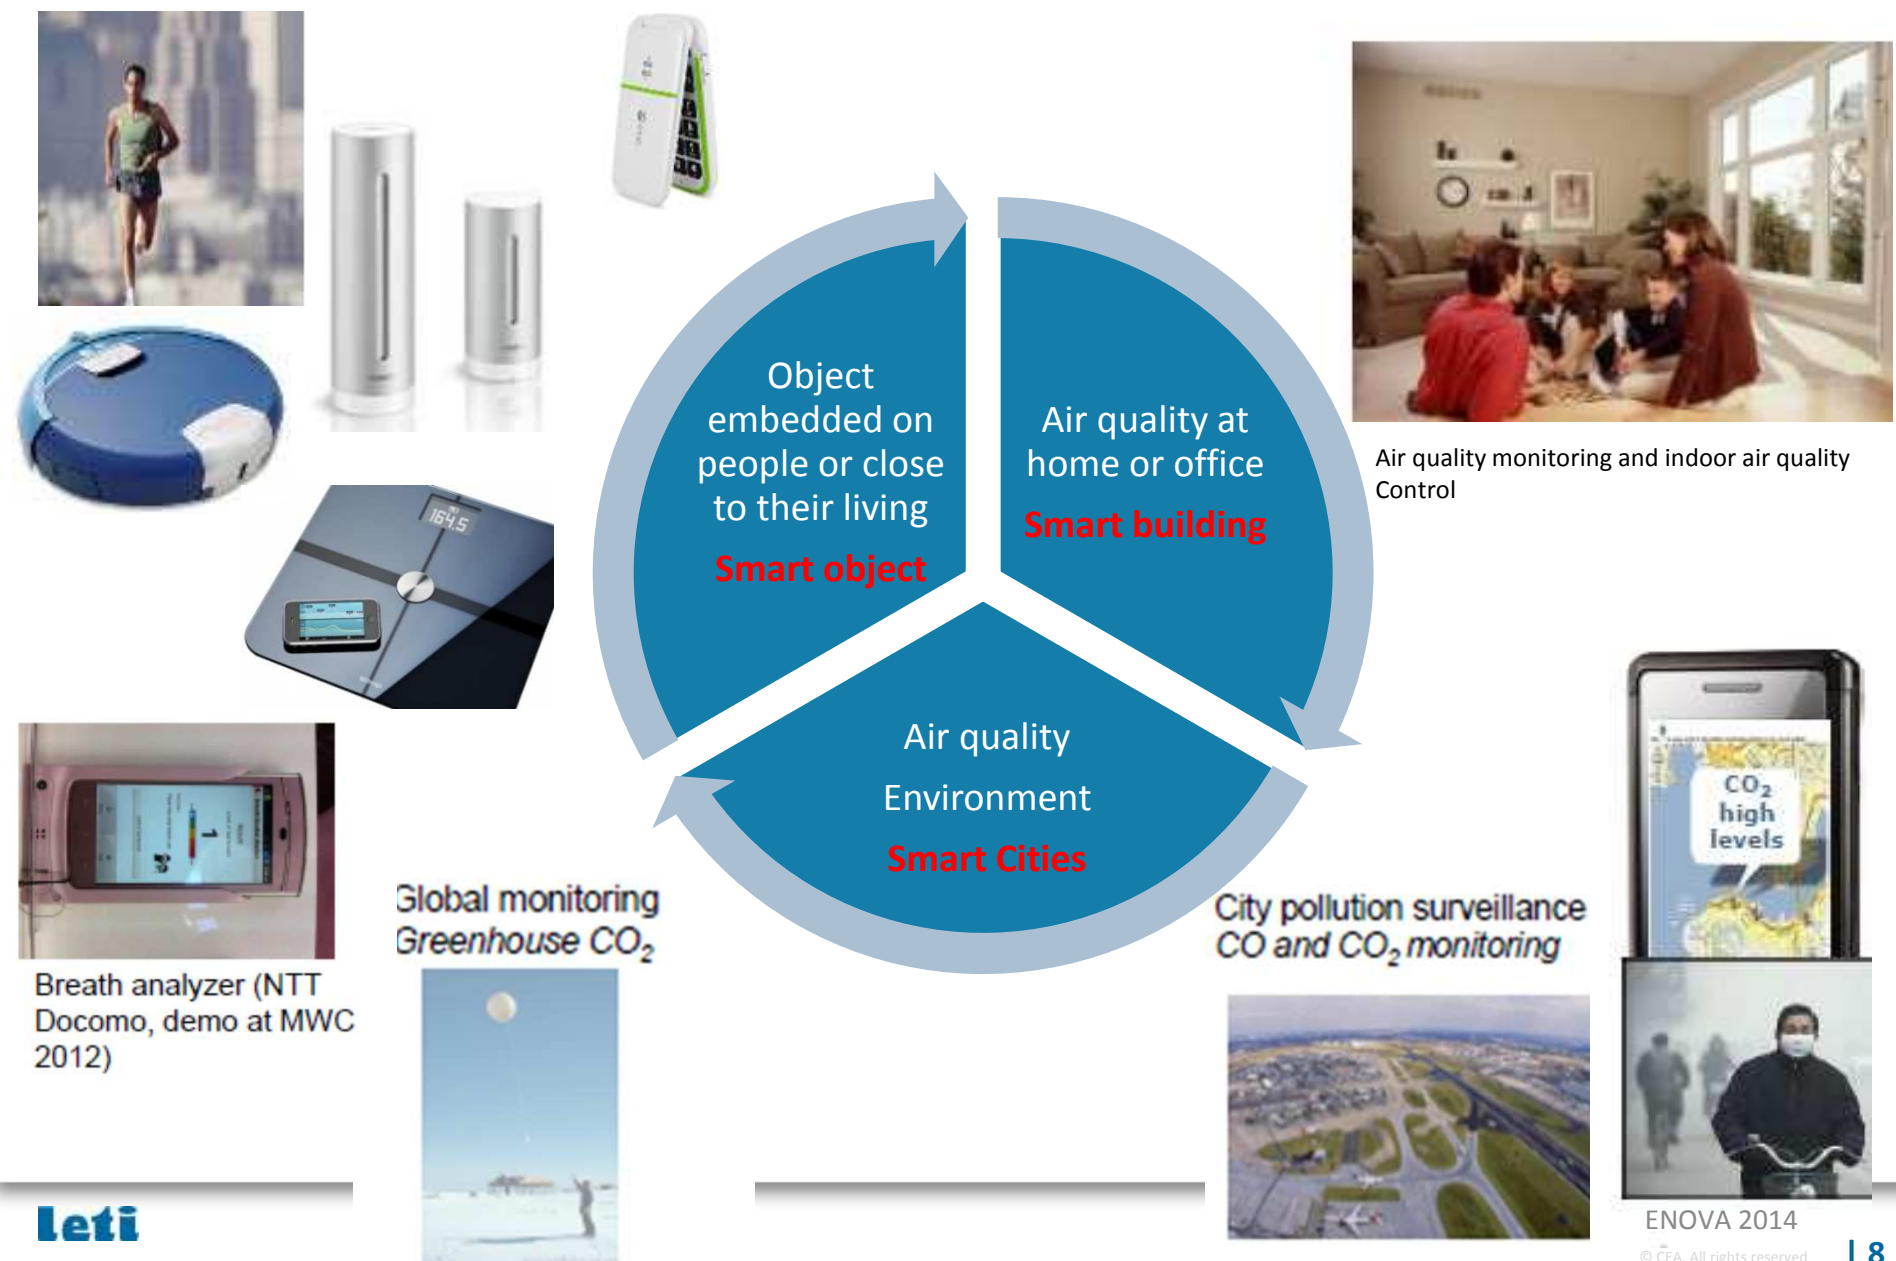 164.5
Object
embedded on
people or close
to their living
Smart object
Air quality at
home or office
Smart building
Air quality monitoring and indoor air quality
Control
Air quality
Environment
Smart Cities
1
Breath analyzer (NTT
Docomo, demo at MWC
2012)
Global monitoring
Greenhouse CO₂
City pollution surveillance
CO and CO₂ monitoring
CO₂
high
levels
leti
ENOVA 2014
© CEA. All rights reserved
| 8